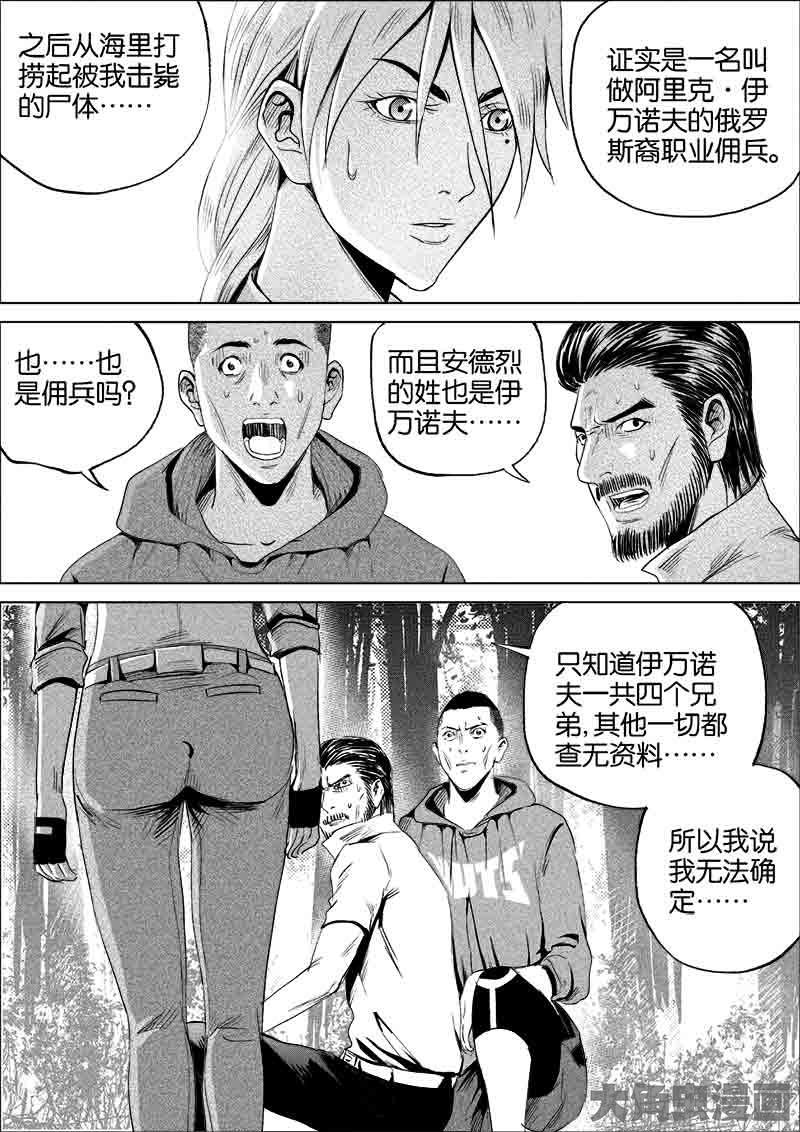 之后从海里打
捞起被我击毙
的尸体……
证实是一名叫
做阿里克·伊
万诺夫的俄罗
斯裔职业佣兵。
也……也
是佣兵吗?
而且安德烈
的姓也是伊
万诺夫……
只知道伊万诺
夫一共四个兄
弟,其他一切都
查无资料……
所以我说
我无法确
定……
大角虫漫画